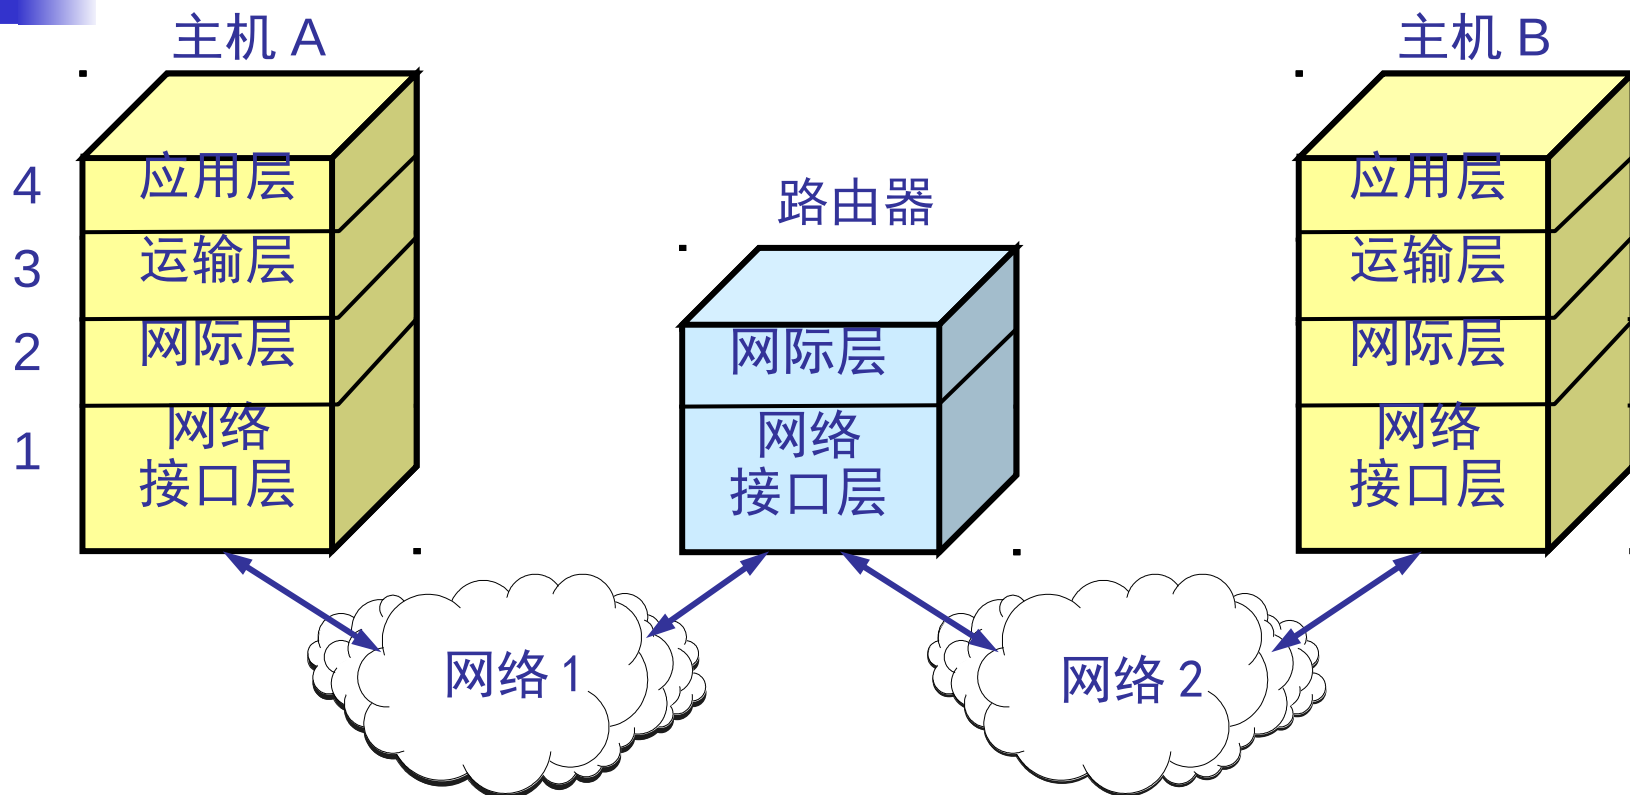 主机 A
主机 B
路由器
4
3
2
1
应用层
运输层
网际层
网络
接口层
网际层
网络
接口层
应用层
运输层
网际层
网络
接口层
网络 1
网络 2